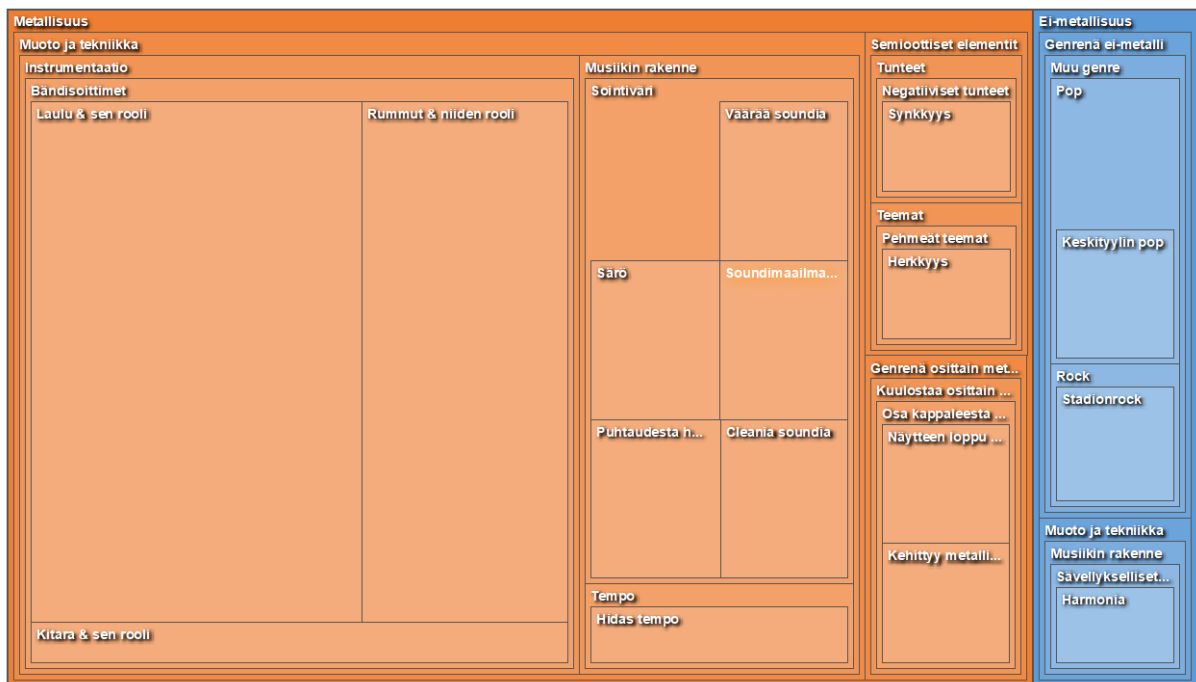 Metallisuus
Muoto ja tekniikka
Instrumentaatio
Bändisoittimet
Laulu & sen rooli
Rummut & niiden rooli
Kitara & sen rooli
Musiikin rakenne
Sointiväri
Väärää soundia
Särö
Soundimaailma...
Puhtaudesta h...
Cleania soundia
Tempo
Hidas tempo
Semioottiset elementit
Tunteet
Negatiiviset tunteet
Synkkyys
Teemat
Pehmeät teemat
Herkkyys
Genrenä osittain met...
Kuulostaa osittain ...
Osa kappaleesta ...
Näytteen loppu ...
Kehittyy metalli...
Ei-metallisuus
Genrenä ei-metalli
Muu genre
Pop
Keskityylin pop
Rock
Stadionrock
Muoto ja tekniikka
Musiikin rakenne
Sävellykselliset...
Harmonia